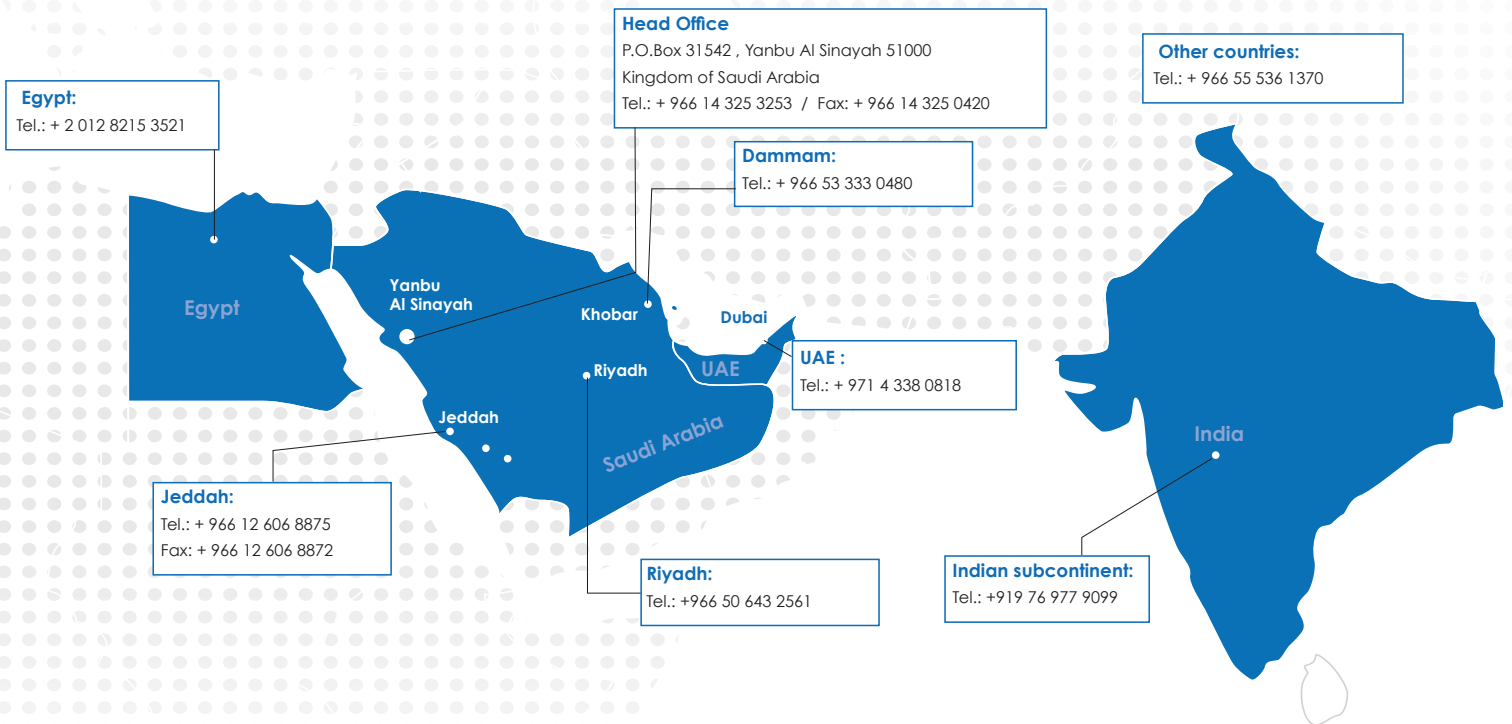 Head Office
P.O.Box 31542 , Yanbu Al Sinayah 51000
Kingdom of Saudi Arabia
Tel.: + 966 14 325 3253 / Fax: + 966 14 325 0420
Other countries:
Tel.: + 966 55 536 1370
Egypt:
Tel.: + 2 012 8215 3521
Dammam:
Tel.: + 966 53 333 0480
Yanbu
Al Sinayah
Egypt
Khobar
Dubai
UAE :
Tel.: + 971 4 338 0818
UAE
Riyadh
Jeddah
Saudi Arabia
India
Jeddah:
Tel.: + 966 12 606 8875
Fax: + 966 12 606 8872
Riyadh:
Tel.: +966 50 643 2561
Indian subcontinent:
Tel.: +919 76 977 9099